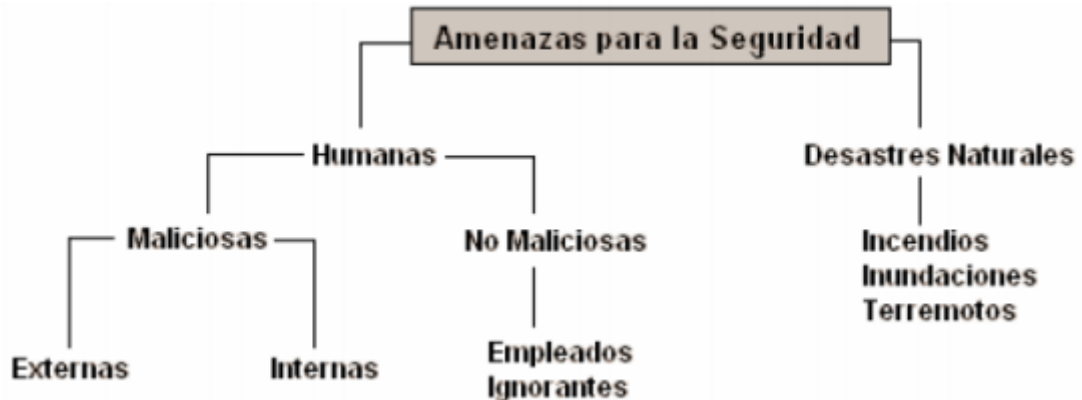 Amenazas para la Seguridad
Humanas
Desastres Naturales
Maliciosas
No Maliciosas
Incendios
Inundaciones
Terremotos
Externas
Internas
Empleados
Ignorantes